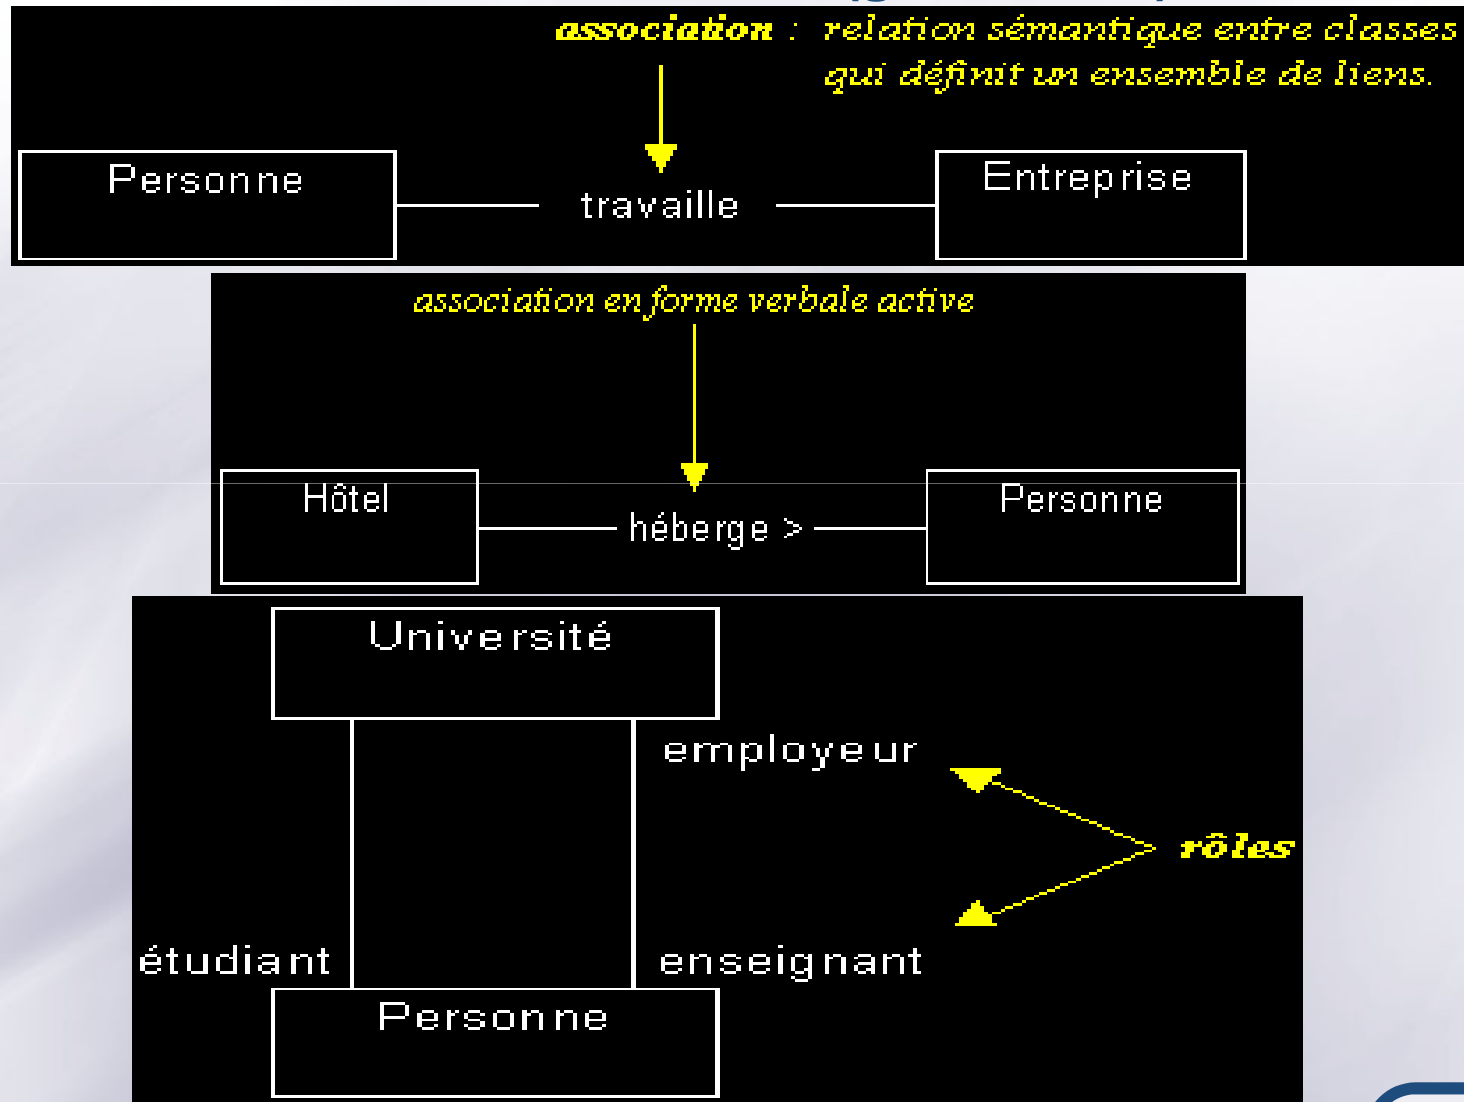 association : relation sémantique entre classes
qui définit un ensemble de liens.
Personne
travaille
Entreprise
association en forme verbale active
Hôtel
héberge >
Personne
Université
employeur
rôles
étudiant
enseignant
Personne